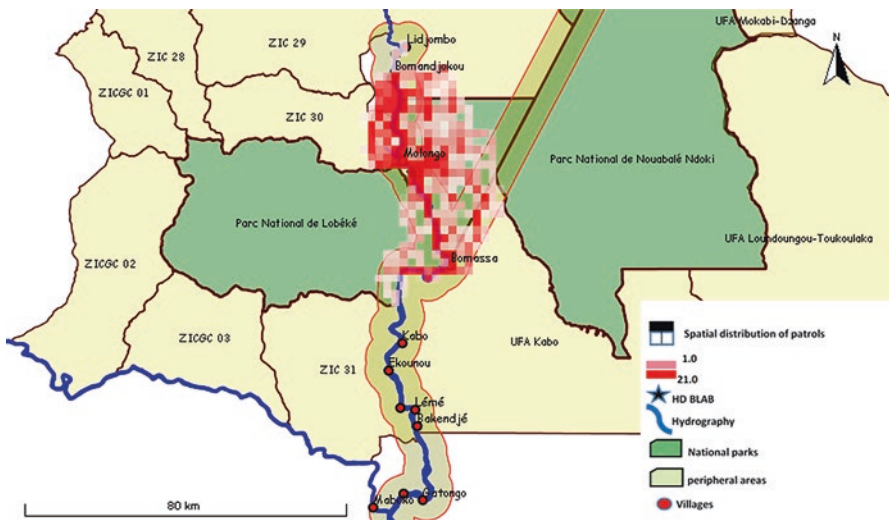 UFA Mokabi-Dzanga
Lidjombo
ZIC 29
ZIC 28
N
Bomandjokou
ZICGC 01
ZIC 30
Molongo
Parc National de Nouabalé Ndoki
Parc National de Lobéké
UFA Loundoungou-Toukoulaka
Bomassa
ZICGC 02
ZICGC 03
Kabo
UFA Kabo
Ekounou
ZIC 31
Lémé
Bakendjé
Gatongo
80 km
Spatial distribution of patrols
1.0
21.0
HD BLAB
Hydrography
National parks
peripheral areas
Villages